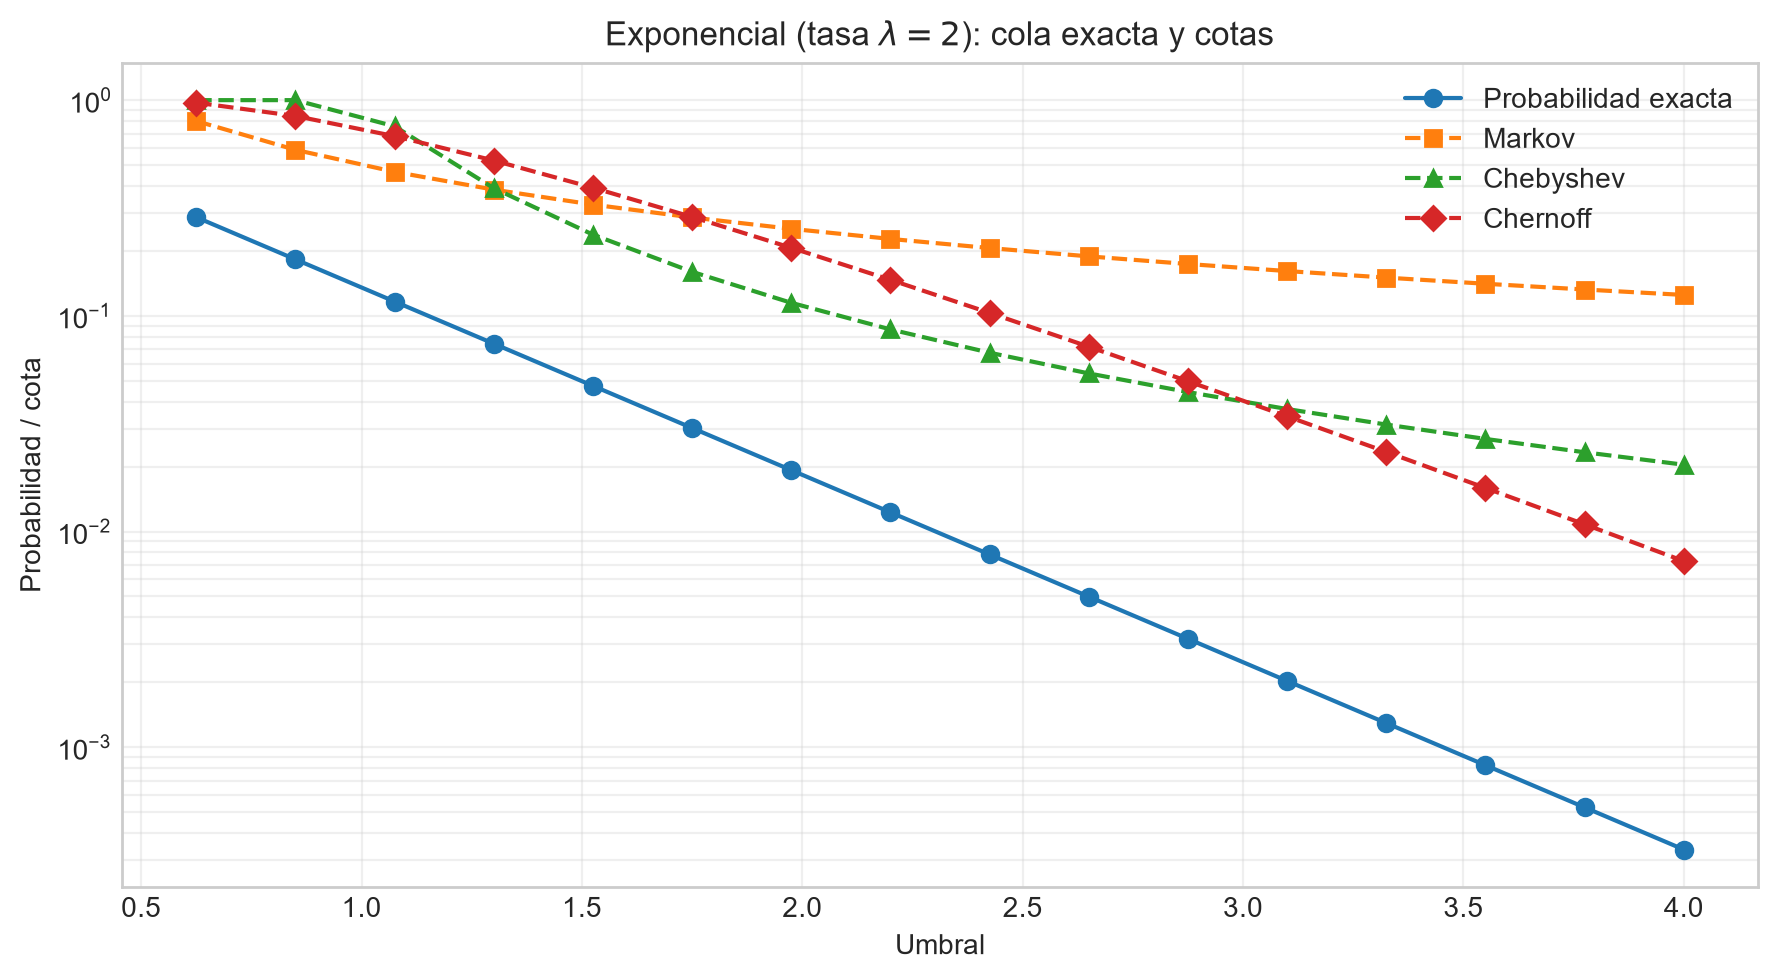 Exponencial (tasa λ = 2): cola exacta y cotas
Probabilidad exacta
Markov
Chebyshev
Chernoff
Probabilidad / cota
10⁰
10⁻¹
10⁻²
10⁻³
0.5 1.0 1.5 2.0 2.5 3.0 3.5 4.0
Umbral